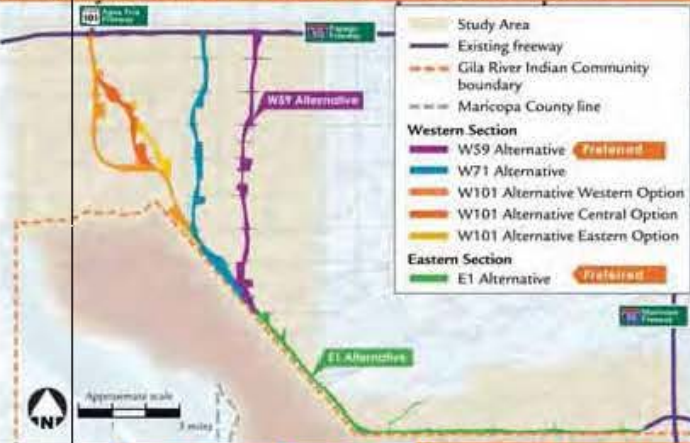 101
Agua Fria
Freeway
10
Papago
Freeway
W59 Alternative
E1 Alternative
Maricopa
Freeway
N
Approximate scale
3 miles
Study Area
Existing freeway
Gila River Indian Community
boundary
Maricopa County line
Western Section
W59 Alternative Preferred
W71 Alternative
W101 Alternative Western Option
W101 Alternative Central Option
W101 Alternative Eastern Option
Eastern Section
E1 Alternative Preferred